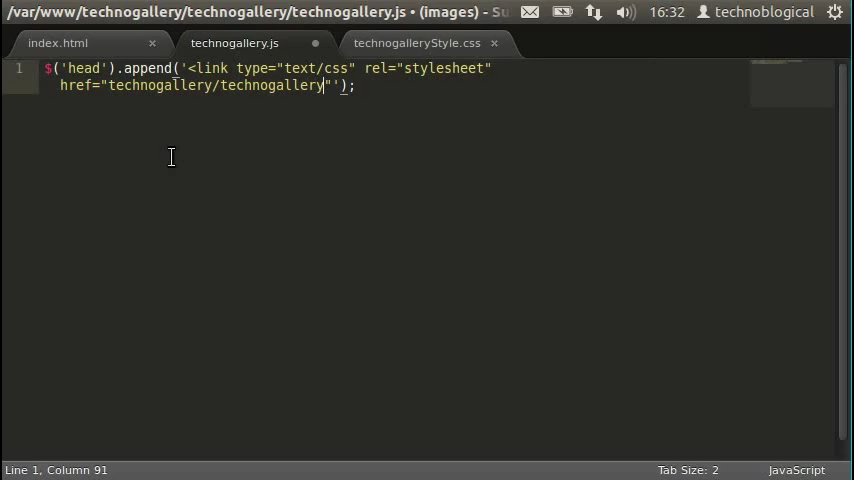 /var/www/technogallery/technogallery/technogallery.js • (images) - Su 16:32 technoblogical
index.html × technogallery.js technogalleryStyle.css ×
1 $('head').append('<link type="text/css" rel="stylesheet"
href="technogallery/technogallery"');
Line 1, Column 91 Tab Size: 2 JavaScript